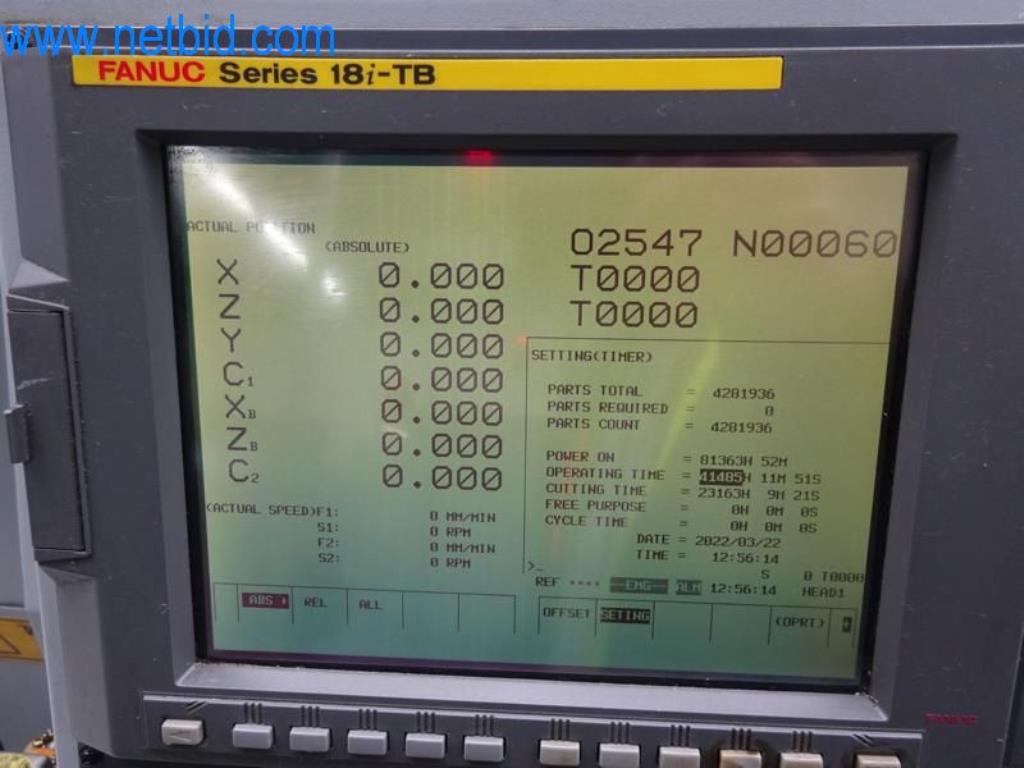 www.netbid.com
FANUC Series 18i-TB
ACTUAL POSITION
(ABSOLUTE)
O2547 N00060
X 0.000 T0000
Z 0.000 T0000
Y 0.000
C1 0.000
XB 0.000
ZB 0.000
C2 0.000
(ACTUAL SPEED)F1: 0 MM/MIN
S1: 0 RPM
F2: 0 MM/MIN
S2: 0 RPM
SETTING(TIMER)
PARTS TOTAL = 4281936
PARTS REQUIRED = 0
PARTS COUNT = 4281936
POWER ON = 81363H 52M
OPERATING TIME = 41485H 11M 51S
CUTTING TIME = 23163H 9M 21S
FREE PURPOSE = 0H 0M 0S
CYCLE TIME = 0H 0M 0S
DATE = 2022/03/22
TIME = 12:56:14
>_
S 0 T0000
REF **** --EMG-- ALM 12:56:14 HEAD1
ABS REL ALL
OFFSET SETING (OPRT) +
FANUC